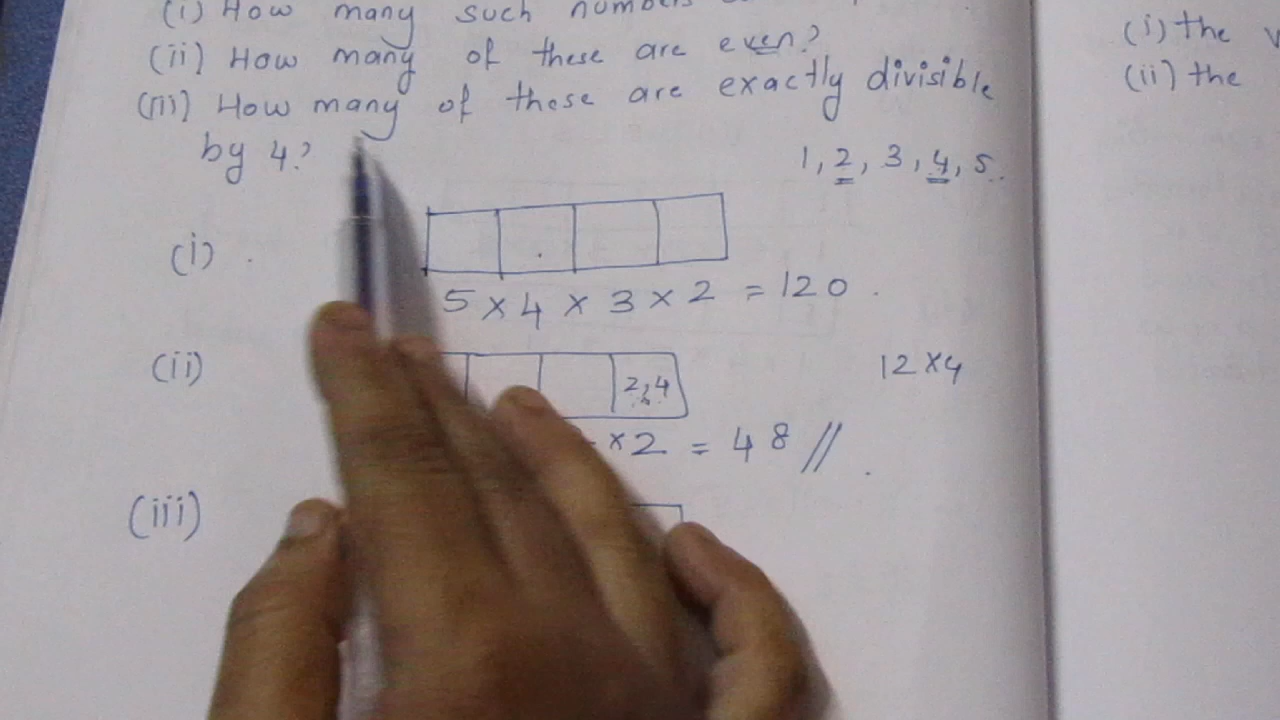 (i) How many such numbers
(ii) How many of these are even?
(iii) How many of these are exactly divisible
by 4?
1, 2, 3, 4, 5.
(i)
5 × 4 × 3 × 2 = 120.
(ii)
2, 4
12 × 4
× 2 = 48 //.
(iii)
(i) the
(ii) the